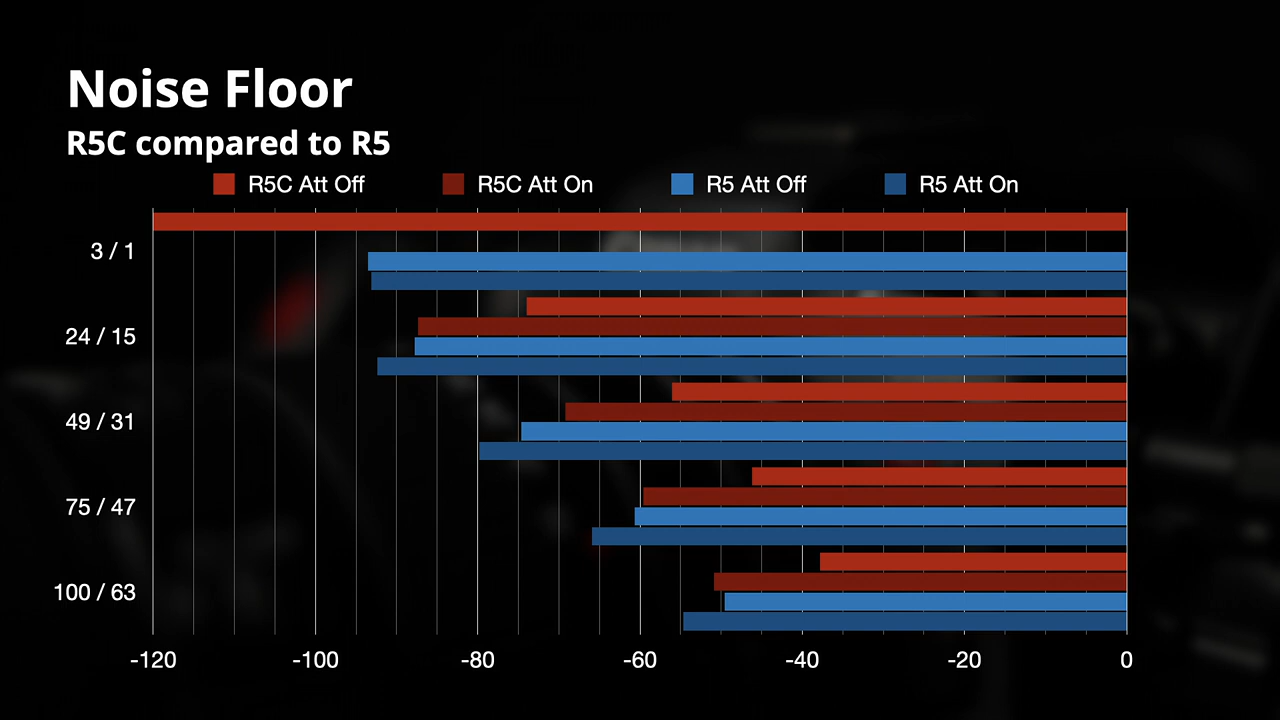 Noise Floor
R5C compared to R5
R5C Att Off R5C Att On R5 Att Off R5 Att On
3 / 1
24 / 15
49 / 31
75 / 47
100 / 63
-120 -100 -80 -60 -40 -20 0